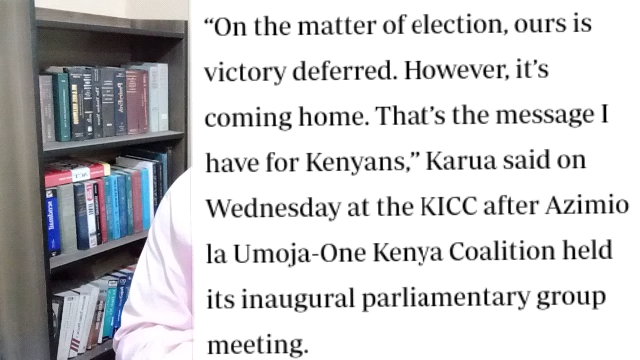 “On the matter of election, ours is
victory deferred. However, it’s
coming home. That’s the message I
have for Kenyans,” Karua said on
Wednesday at the KICC after Azimio
la Umoja-One Kenya Coalition held
its inaugural parliamentary group
meeting.